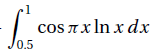 ∫_{0.5}^{1} cos πx ln x dx